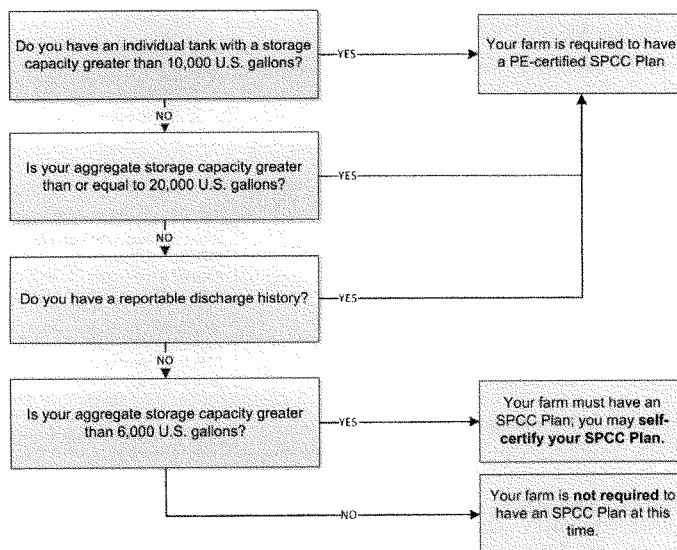 Do you have an individual tank with a storage
capacity greater than 10,000 U.S. gallons?
YES
Your farm is required to have
a PE-certified SPCC Plan
NO
Is your aggregate storage capacity greater
than or equal to 20,000 U.S. gallons?
YES
NO
Do you have a reportable discharge history?
YES
NO
Is your aggregate storage capacity greater
than 6,000 U.S. gallons?
YES
Your farm must have an
SPCC Plan; you may self-
certify your SPCC Plan.
NO
Your farm is not required to
have an SPCC Plan at this
time.